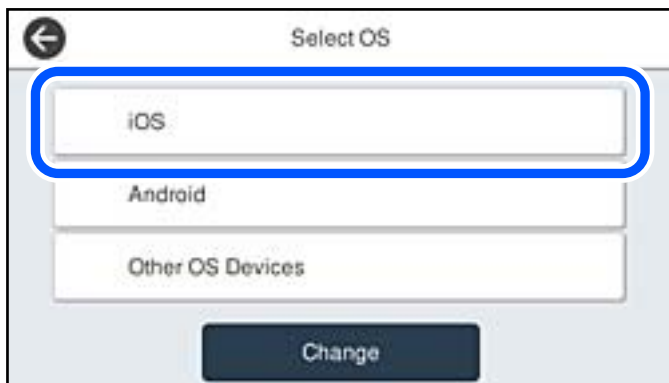 Select OS
iOS
Android
Other OS Devices
Change